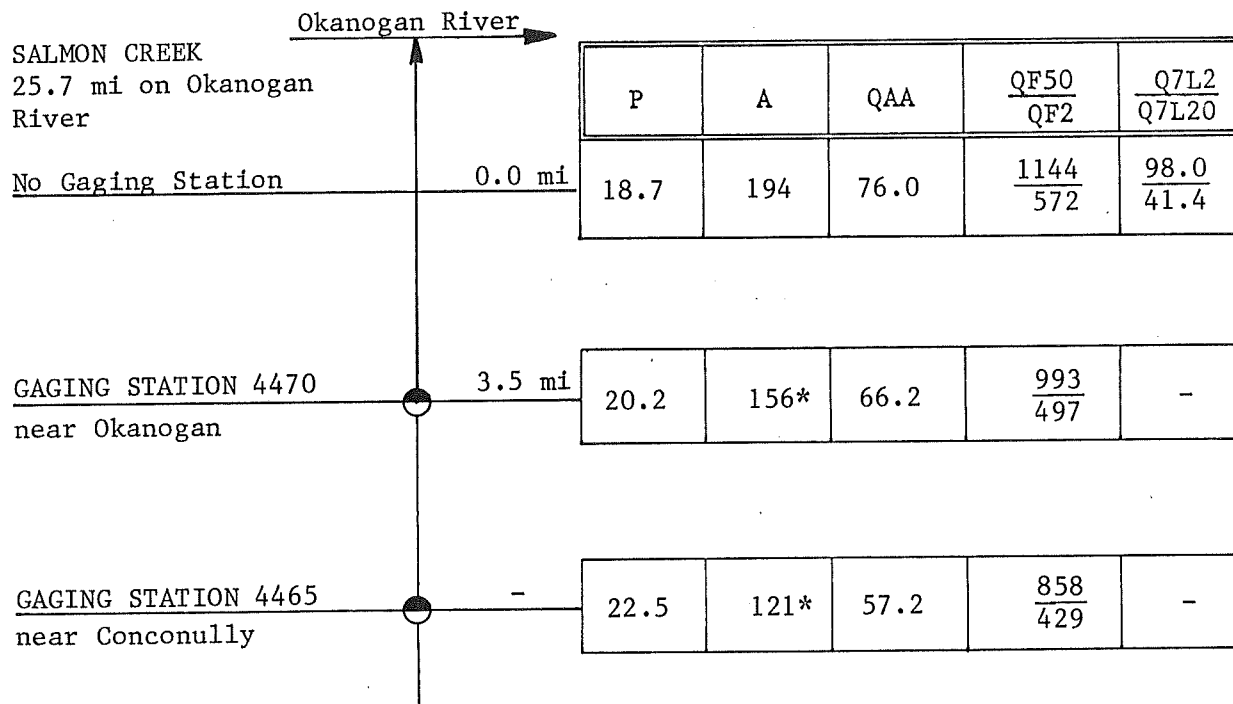 Okanogan River
SALMON CREEK
25.7 mi on Okanogan
River
P A QAA QF50 Q7L2
QF2 Q7L20
No Gaging Station 0.0 mi 18.7 194 76.0 1144 98.0
572 41.4
GAGING STATION 4470 3.5 mi 20.2 156* 66.2 993 -
near Okanogan 497
GAGING STATION 4465 - 22.5 121* 57.2 858 -
near Conconully 429